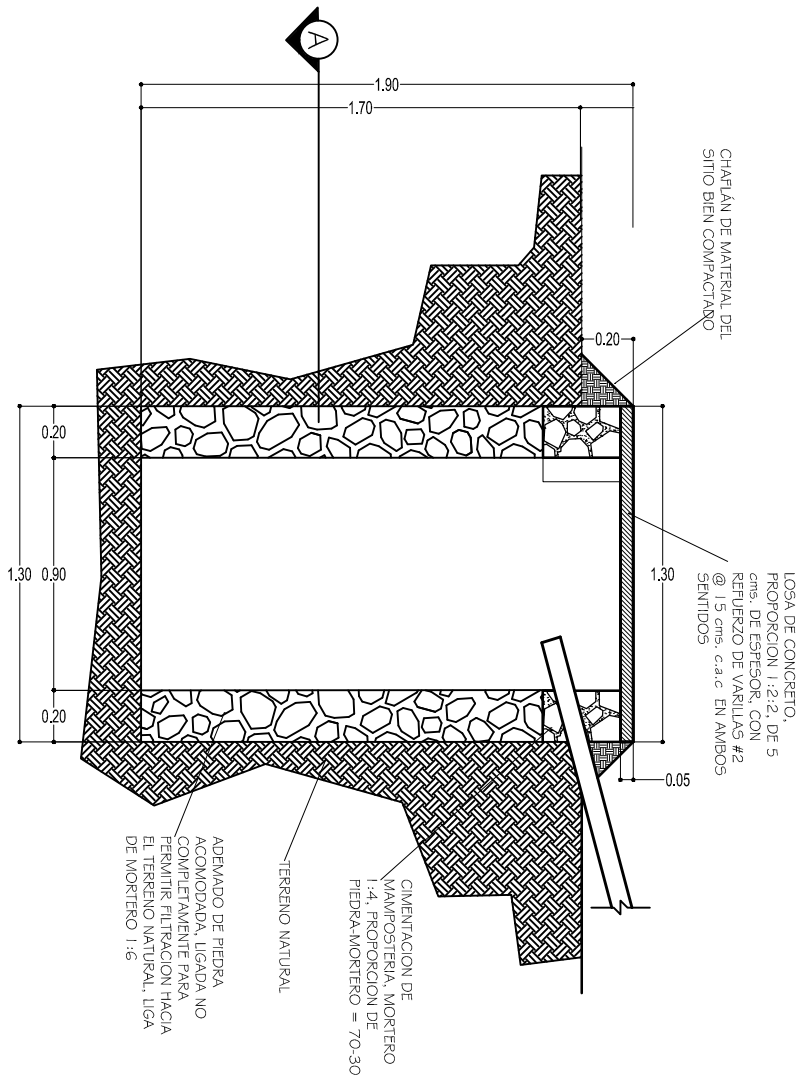 A
1.90
1.70
CHAFLÁN DE MATERIAL DEL
SITIO BIEN COMPACTADO
0.20
LOSA DE CONCRETO,
PROPORCION 1:2:2, DE 5
cms. DE ESPESOR, CON
REFUERZO DE VARILLAS #2
@ 15 cms. c.a.c EN AMBOS
SENTIDOS
1.30
0.05
0.20
0.90
0.20
1.30
CIMENTACION DE
MAMPOSTERIA, MORTERO
1:4, PROPORCION DE
PIEDRA-MORTERO = 70-30
TERRENO NATURAL
ADEMADO DE PIEDRA
ACOMODADA, LIGADA NO
COMPLETAMENTE PARA
PERMITIR FILTRACION HACIA
EL TERRENO NATURAL, LIGA
DE MORTERO 1:6